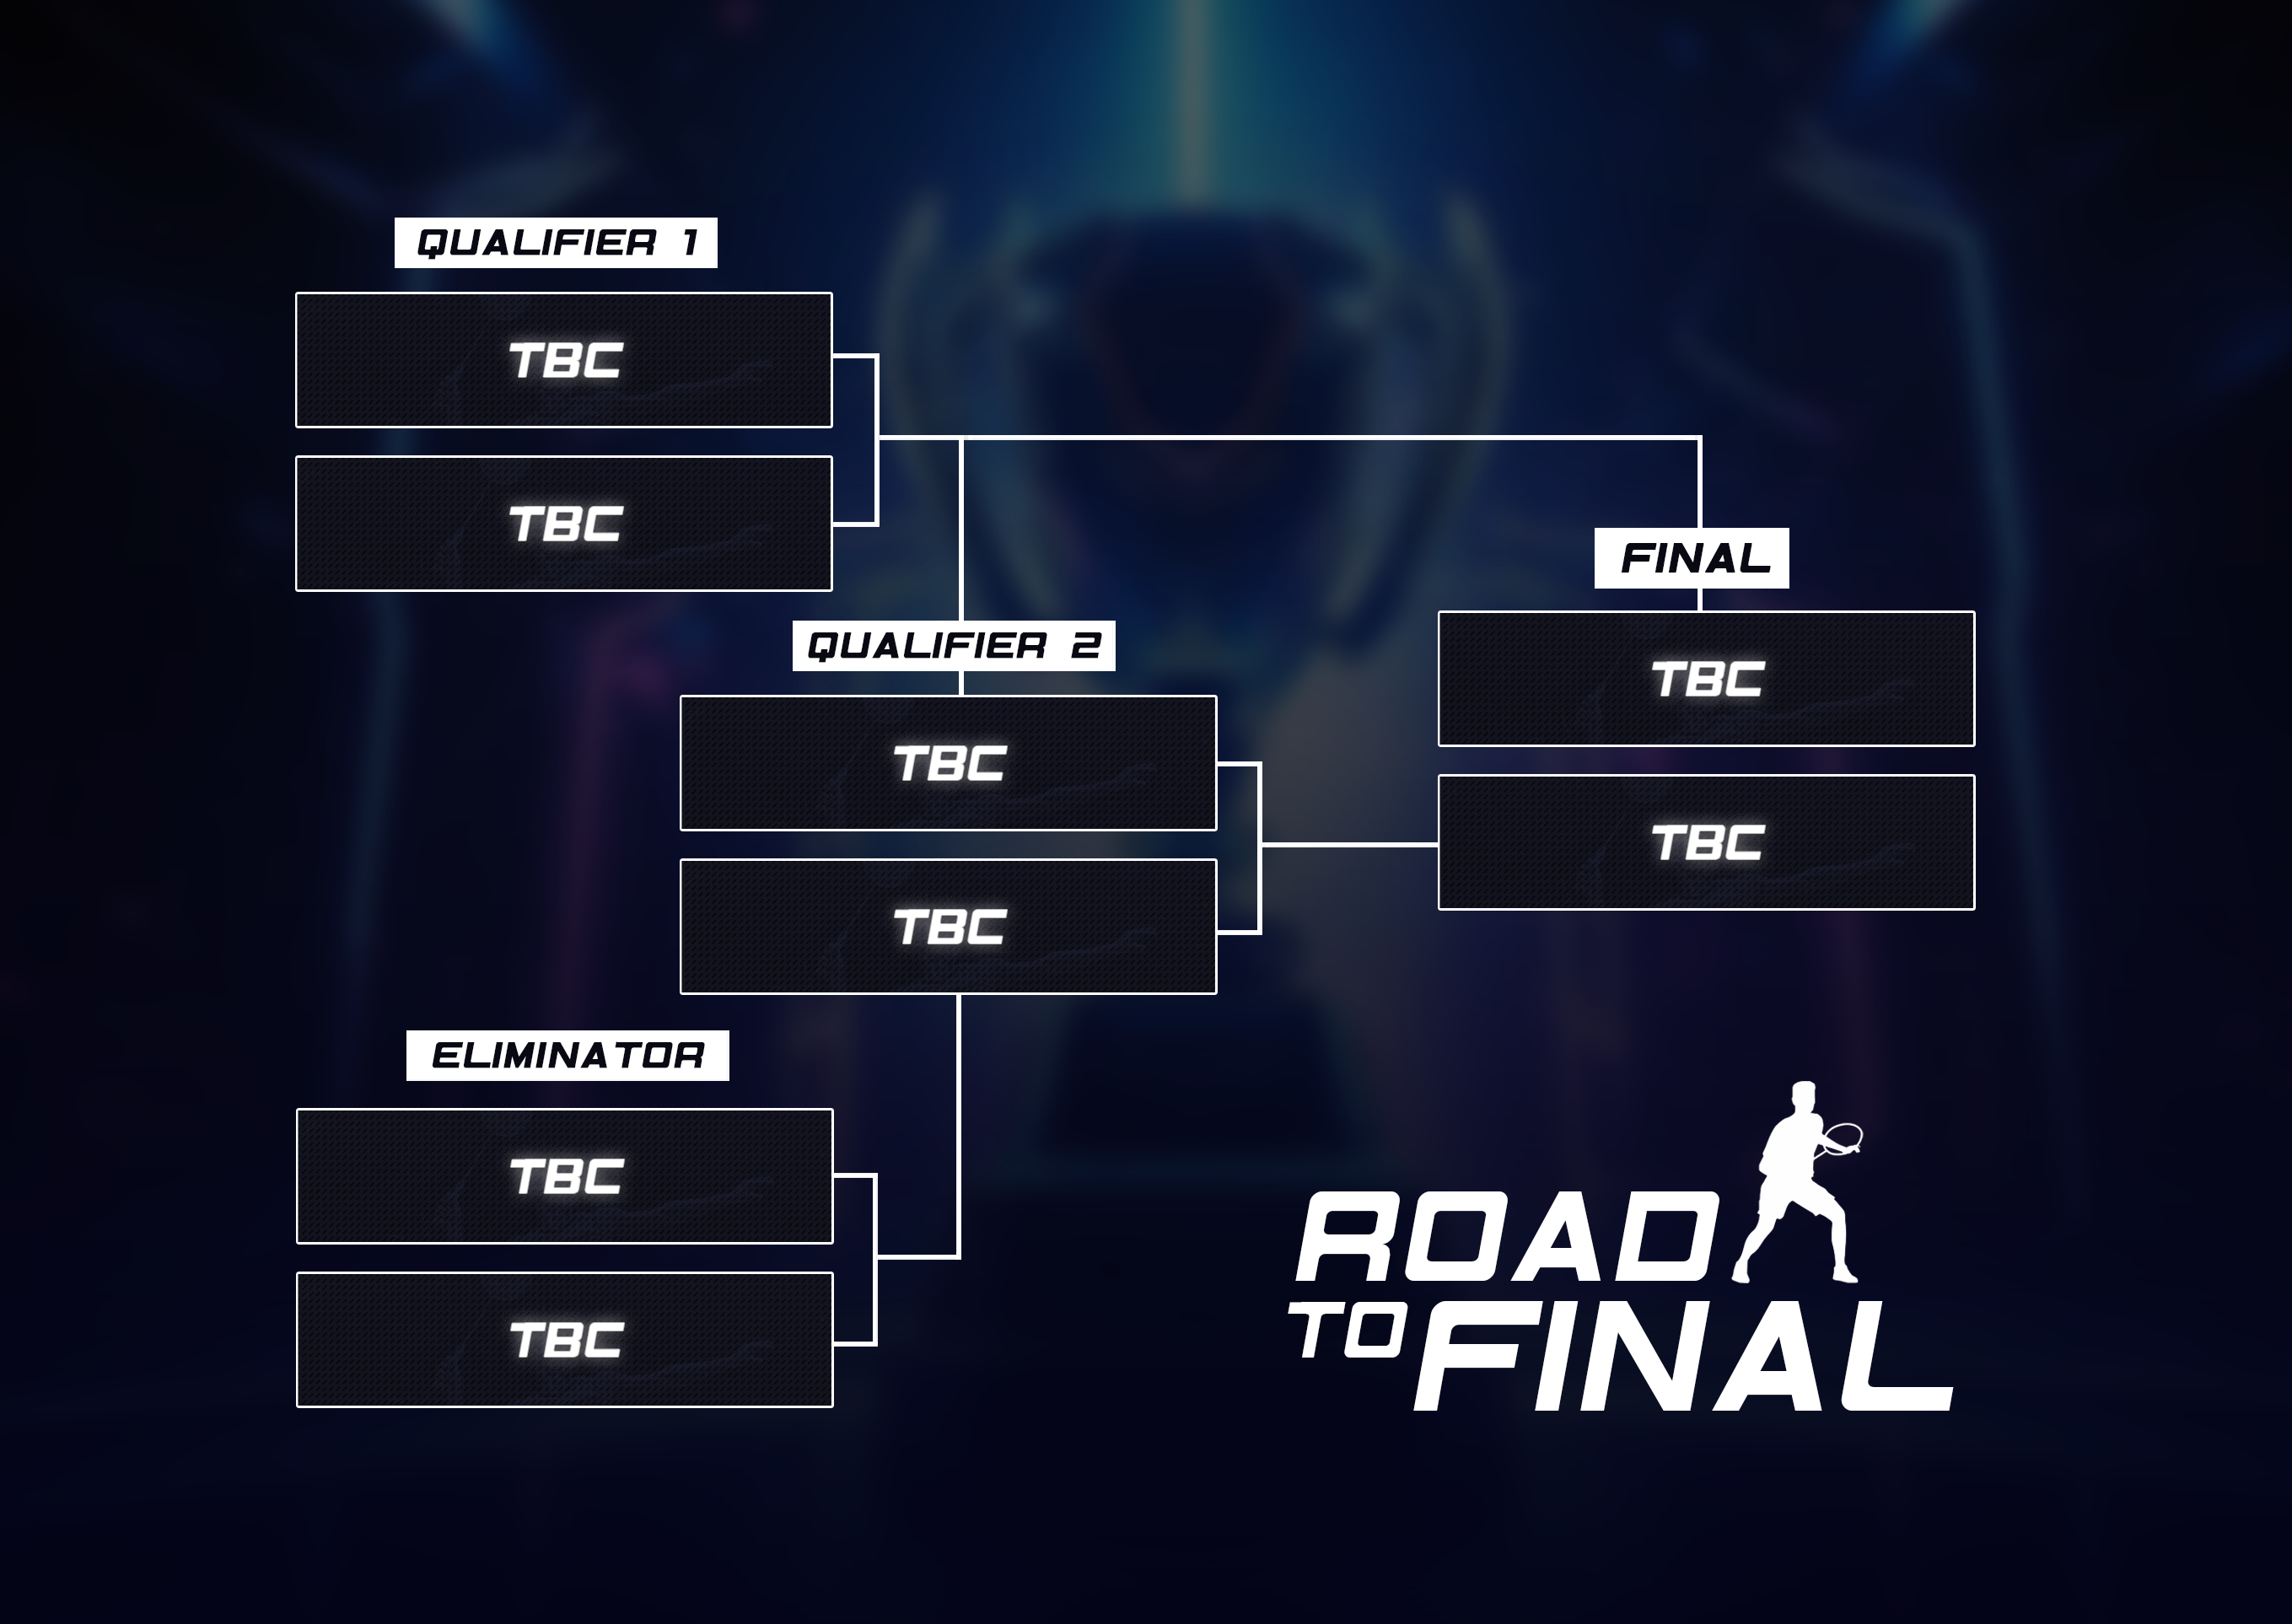 QUALIFIER 1
TBC
TBC
FINAL
QUALIFIER 2
TBC
TBC
TBC
TBC
ELIMINATOR
TBC
TBC
ROAD
TO FINAL